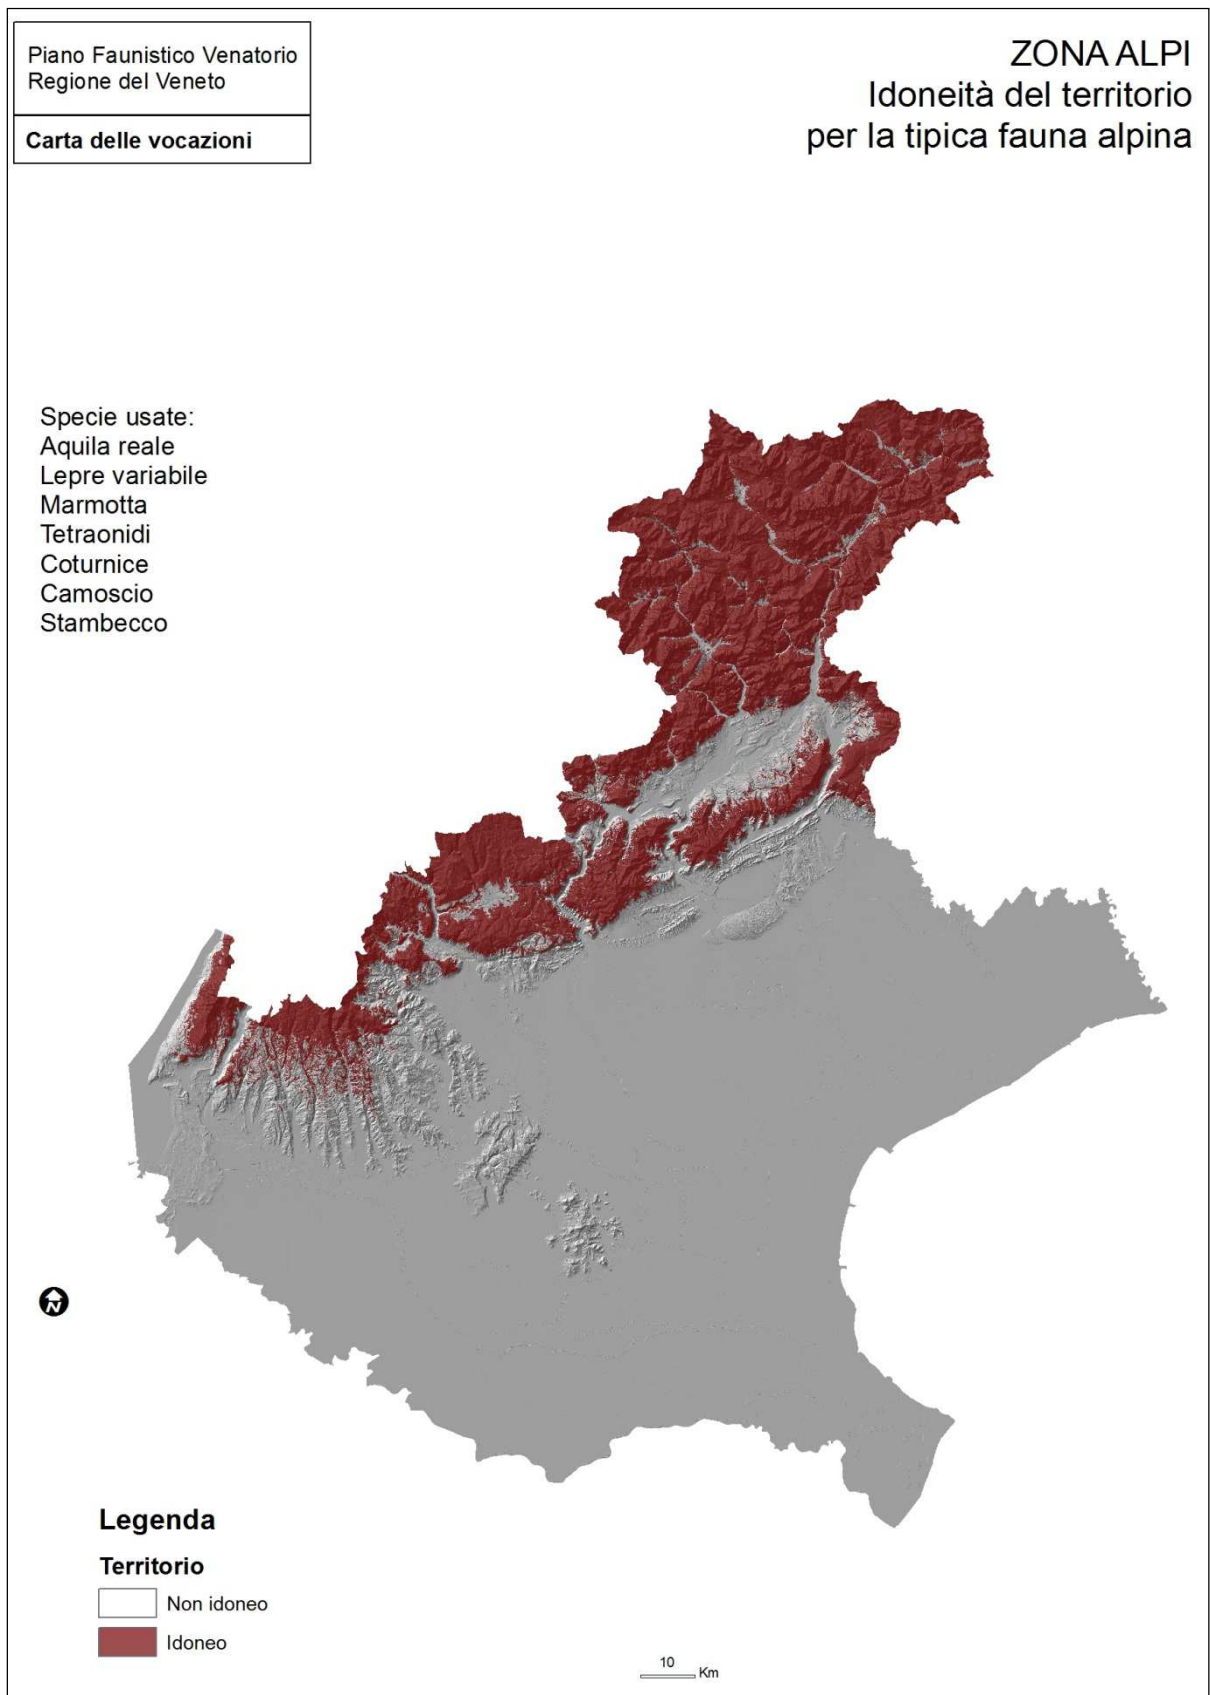 Piano Faunistico Venatorio
Regione del Veneto
Carta delle vocazioni
ZONA ALPI
Idoneità del territorio
per la tipica fauna alpina
Specie usate:
Aquila reale
Lepre variabile
Marmotta
Tetraonidi
Coturnice
Camoscio
Stambecco
N
Legenda
Territorio
Non idoneo
Idoneo
10
Km